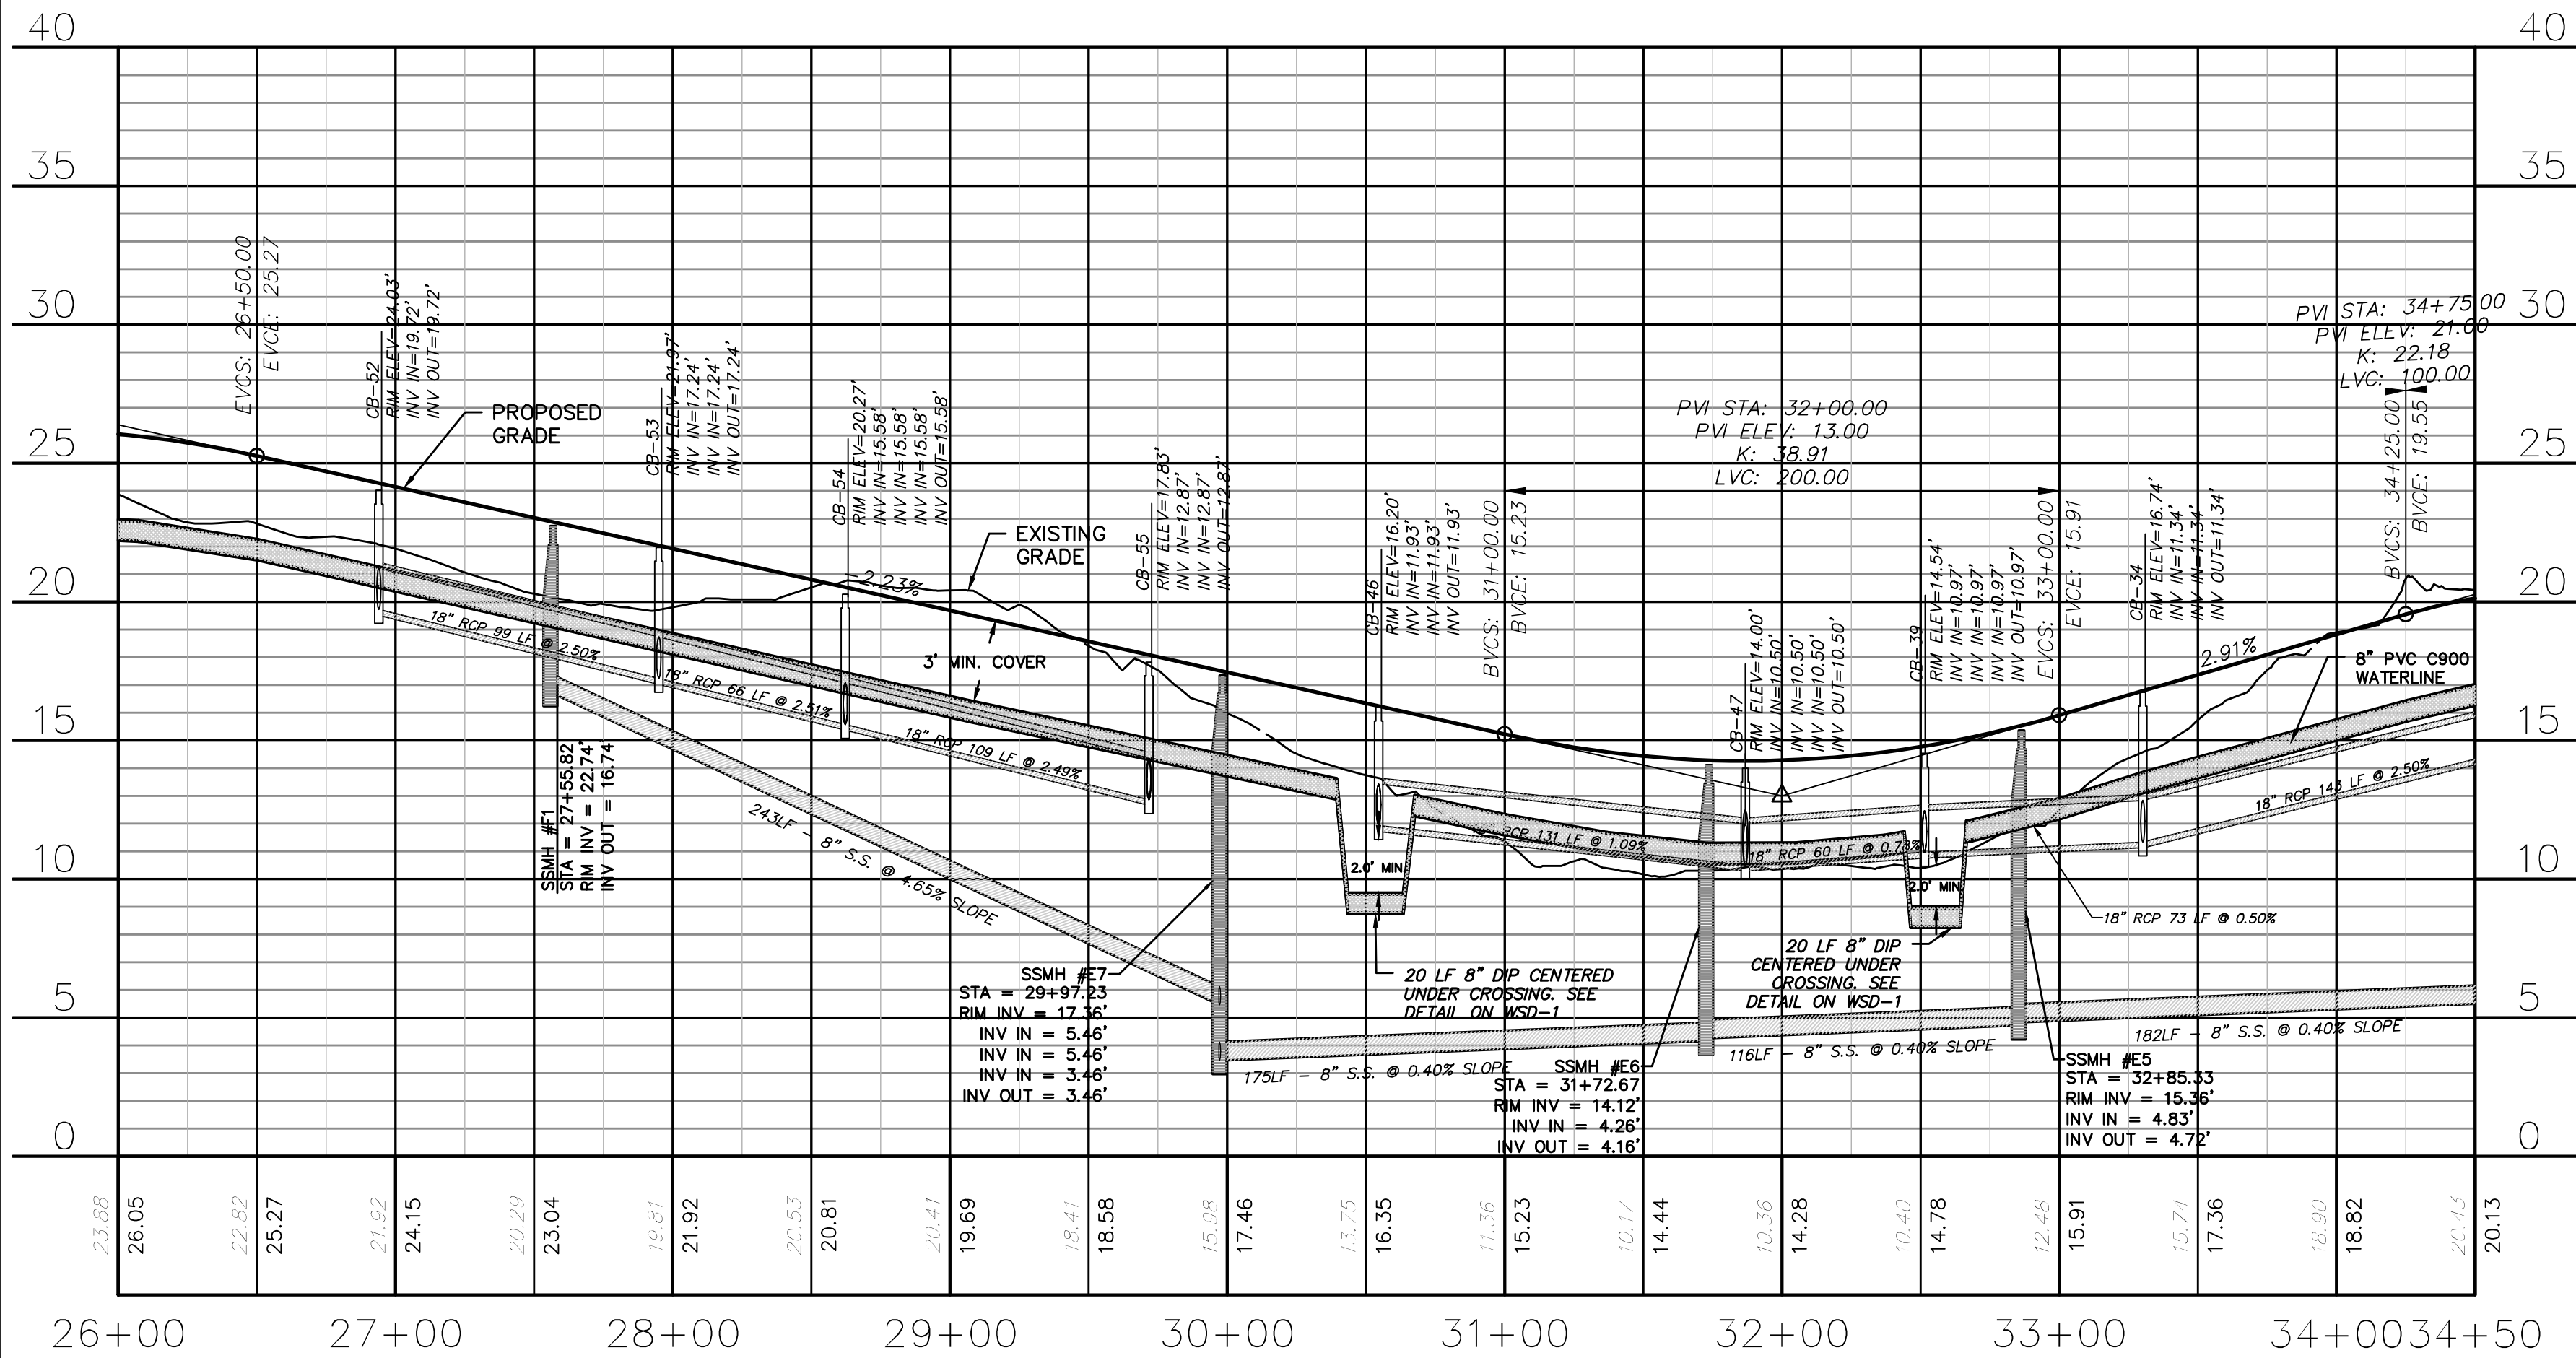 40
40
35
35
30
30
25
25
20
20
15
15
10
10
5
5
0
0
EVCS: 26+50.00
EVCE: 25.27
CB-52
RIM ELEV=24.03'
INV IN=19.72'
INV OUT=19.72'
PROPOSED
GRADE
CB-53
RIM ELEV=21.97'
INV IN=17.24'
INV IN=17.24'
INV OUT=17.24'
CB-54
RIM ELEV=20.27'
INV IN=15.58'
INV IN=15.58'
INV IN=15.58'
INV OUT=15.58'
-2.23%
EXISTING
GRADE
CB-55
RIM ELEV=17.83'
INV IN=12.87'
INV IN=12.87'
INV OUT=12.87'
CB-46
RIM ELEV=16.20'
INV IN=11.93'
INV IN=11.93'
INV OUT=11.93'
BVCS: 31+00.00
BVCE: 15.23
PVI STA: 32+00.00
PVI ELEV: 13.00
K: 38.91
LVC: 200.00
CB-47
RIM ELEV=14.00'
INV IN=10.50'
INV IN=10.50'
INV IN=10.50'
INV OUT=10.50'
CB-39
RIM ELEV=14.54'
INV IN=10.97'
INV IN=10.97'
INV IN=10.97'
INV OUT=10.97'
EVCS: 33+00.00
EVCE: 15.91
CB-34
RIM ELEV=16.74'
INV IN=11.34'
INV IN=11.34'
INV OUT=11.34'
PVI STA: 34+75.00
PVI ELEV: 21.00
K: 22.18
LVC: 100.00
BVCS: 34+25.00
BVCE: 19.55
2.91%
8" PVC C900
WATERLINE
3' MIN. COVER
18" RCP 99 LF @ 2.50%
18" RCP 66 LF @ 2.51%
18" RCP 109 LF @ 2.49%
RCP 131 LF @ 1.09%
18" RCP 60 LF @ 0.73%
18" RCP 73 LF @ 0.50%
18" RCP 143 LF @ 2.50%
SSMH #F1
STA = 27+55.82
RIM INV = 22.74'
INV OUT = 16.74'
243LF - 8" S.S. @ 4.65% SLOPE
SSMH #E7
STA = 29+97.23
RIM INV = 17.36'
INV IN = 5.46'
INV IN = 5.46'
INV IN = 3.46'
INV OUT = 3.46'
2.0' MIN
20 LF 8" DIP CENTERED
UNDER CROSSING. SEE
DETAIL ON WSD-1
2.0' MIN.
20 LF 8" DIP
CENTERED UNDER
CROSSING. SEE
DETAIL ON WSD-1
175LF - 8" S.S. @ 0.40% SLOPE
SSMH #E6
STA = 31+72.67
RIM INV = 14.12'
INV IN = 4.26'
INV OUT = 4.16'
116LF - 8" S.S. @ 0.40% SLOPE
SSMH #E5
STA = 32+85.33
RIM INV = 15.36'
INV IN = 4.83'
INV OUT = 4.72'
182LF - 8" S.S. @ 0.40% SLOPE
23.88
26.05
22.82
25.27
21.92
24.15
20.29
23.04
19.81
21.92
20.53
20.81
20.41
19.69
18.41
18.58
15.98
17.46
13.75
16.35
11.36
15.23
10.17
14.44
10.36
14.28
10.40
14.78
12.48
15.91
15.74
17.36
18.90
18.82
20.13
26+00
27+00
28+00
29+00
30+00
31+00
32+00
33+00
34+00
34+50